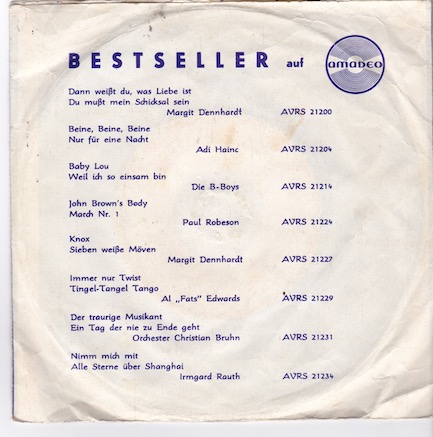 BESTSELLER auf amadeo
Dann weißt du, was Liebe ist
Du mußt mein Schicksal sein
Margit Dennhardt AVRS 21200
Beine, Beine, Beine
Nur für eine Nacht
Adi Hainc AVRS 21204
Baby Lou
Weil ich so einsam bin
Die B-Boys AVRS 21214
John Brown's Body
March Nr. 1
Paul Robeson AVRS 21224
Knox
Sieben weiße Möven
Margit Dennhardt AVRS 21227
Immer nur Twist
Tingel-Tangel Tango
Al „Fats" Edwards AVRS 21229
Der traurige Musikant
Ein Tag der nie zu Ende geht
Orchester Christian Bruhn AVRS 21231
Nimm mich mit
Alle Sterne über Shanghai
Irmgard Rauth AVRS 21234